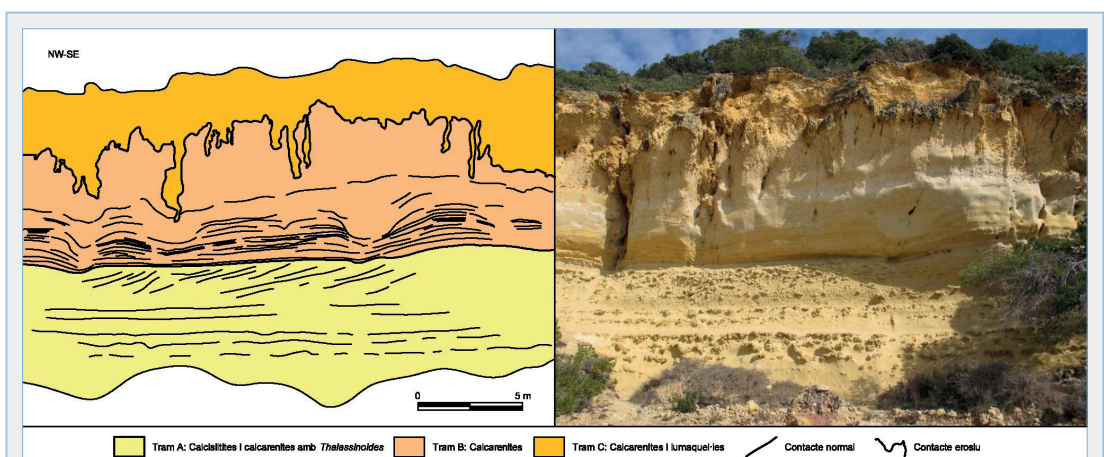 NW-SE
0 5 m
Tram A: Calcisiltites i calcarenites amb Thalassinoides Tram B: Calcarenites Tram C: Calcarenites i lumaquel·les Contacte normal Contacte erosiu